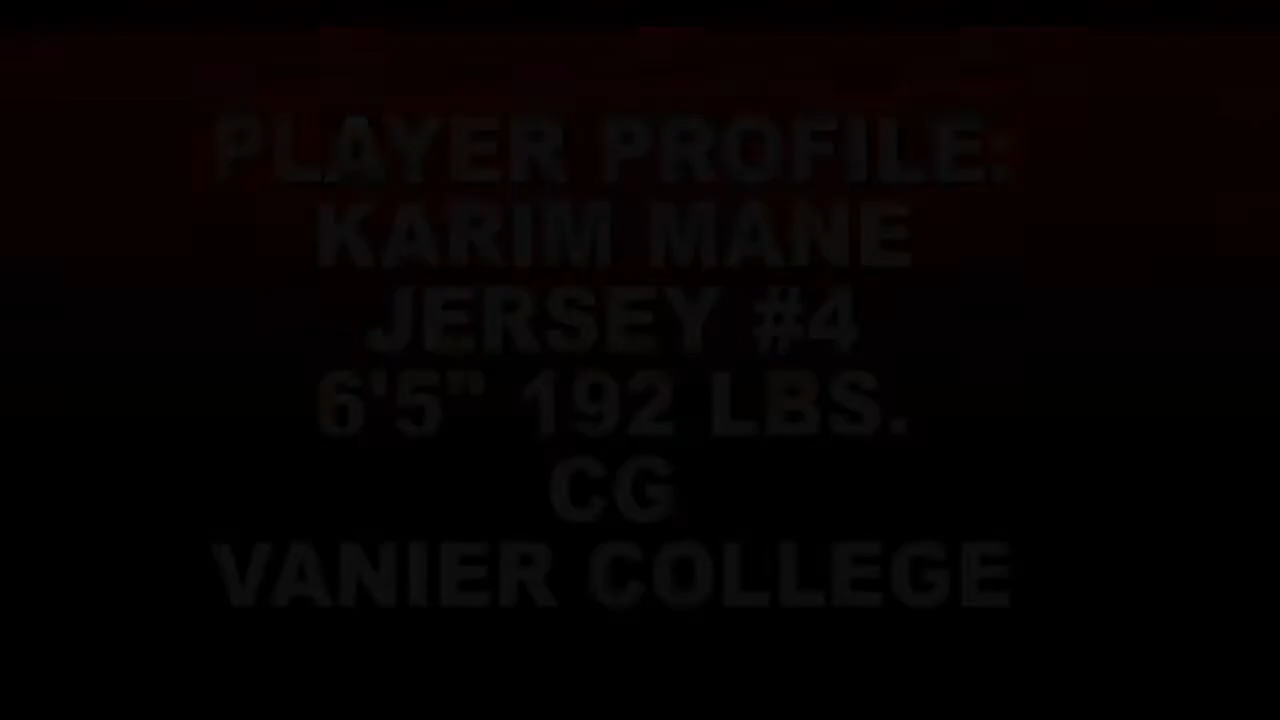 PLAYER PROFILE:
KARIM MANE
JERSEY #4
6'5" 192 LBS.
CG
VANIER COLLEGE